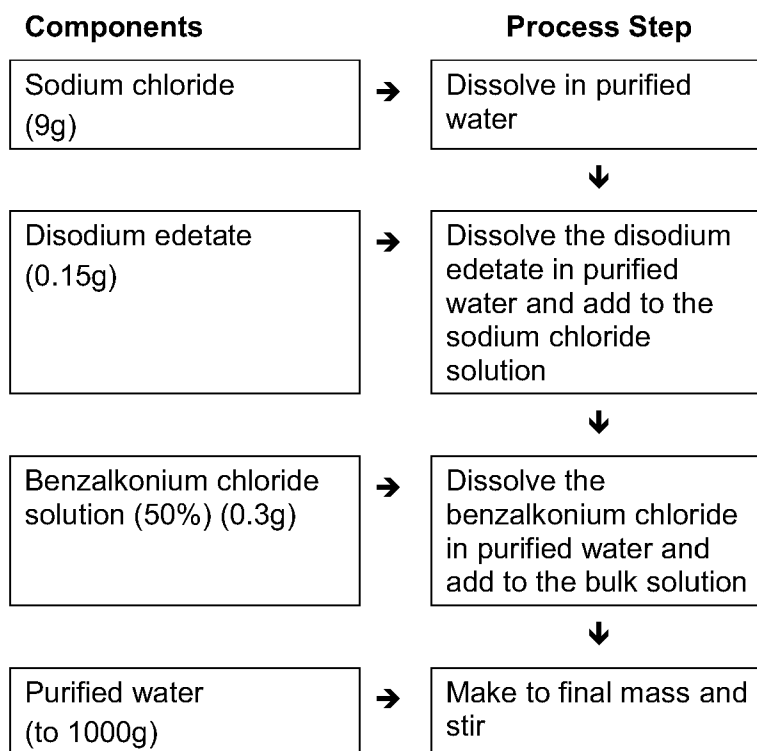 Components
Process Step
Sodium chloride
(9g)
➔
Dissolve in purified
water
➔
Disodium edetate
(0.15g)
➔
Dissolve the disodium
edetate in purified
water and add to the
sodium chloride
solution
Benzalkonium chloride
solution (50%) (0.3g)
Dissolve the
benzalkonium chloride
in purified water and
add to the bulk solution
Purified water
(to 1000g)
Make to final mass and
stir